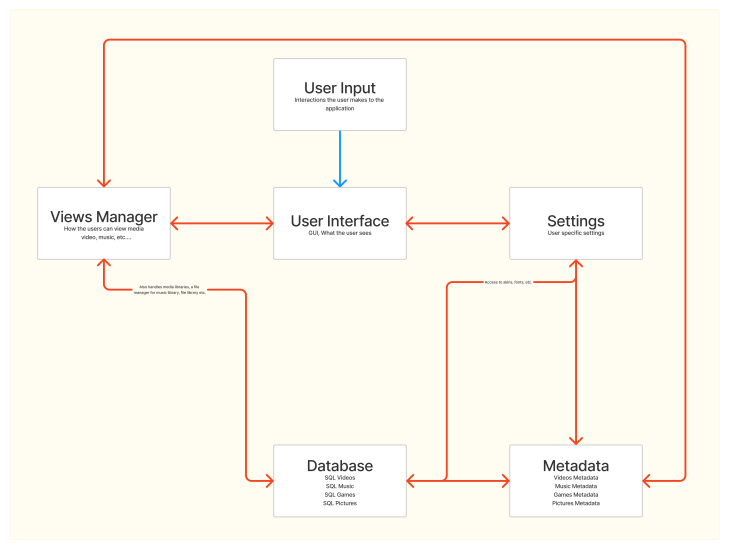 User Input
Interactions the user makes to the
application
Views Manager
How the users can view media
video, music, etc....
User Interface
GUI, What the user sees
Settings
User specific settings
Also handles media libraries, a file
manager for music library, file library etc.
Access to skins, fonts, etc.
Database
SQL Videos
SQL Music
SQL Games
SQL Pictures
Metadata
Videos Metadata
Music Metadata
Games Metadata
Pictures Metadata